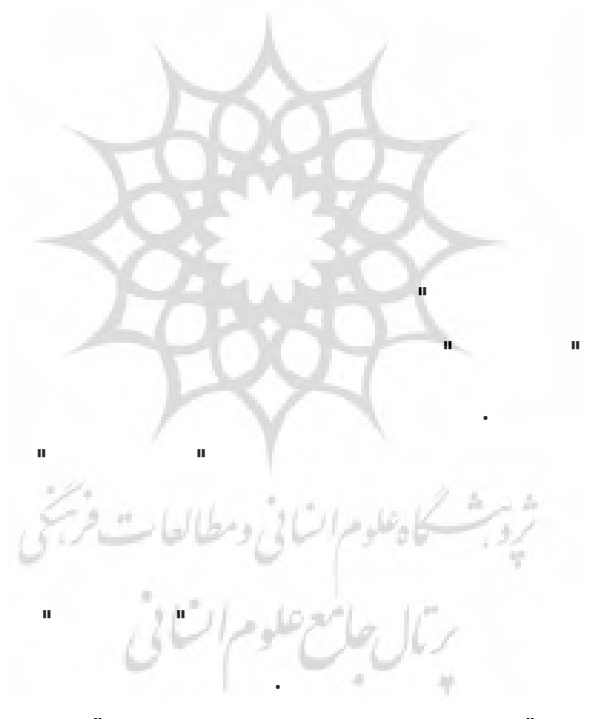 پژوهشگاه علوم انسانی و مطالعات فرهنگی
پرتال جامع علوم انسانی